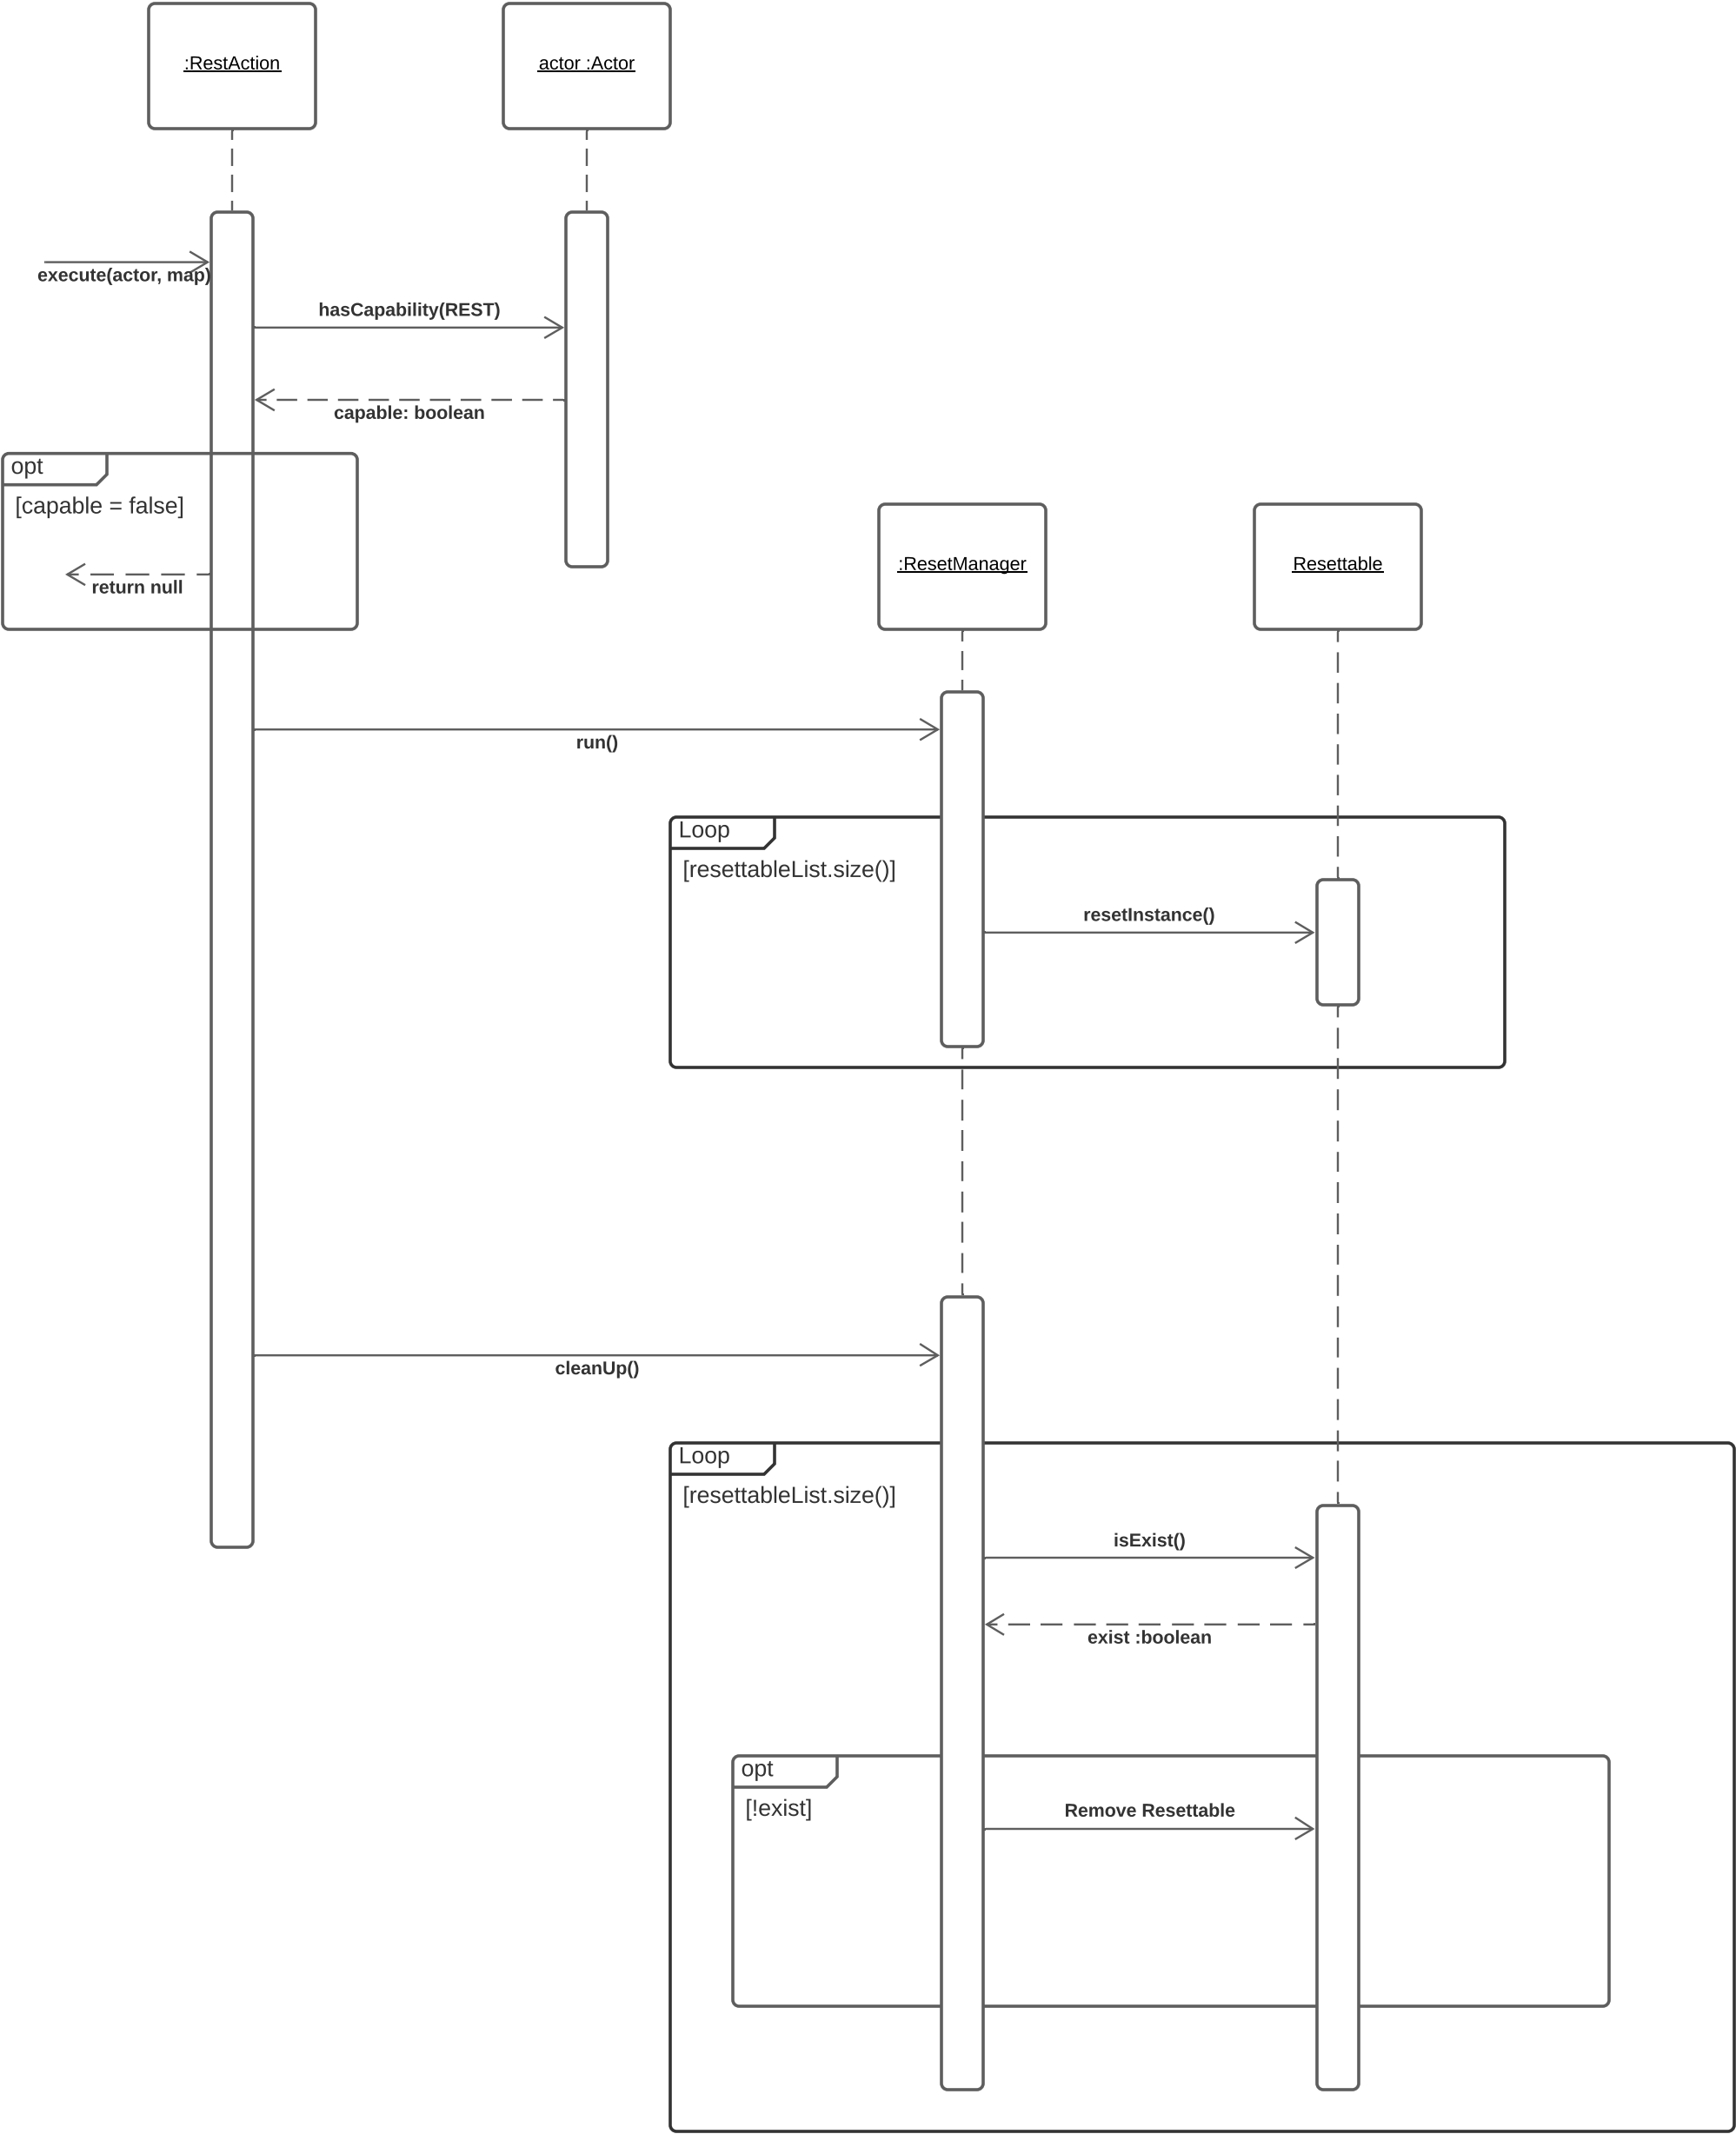 :RestAction
actor :Actor
execute(actor, map)
hasCapability(REST)
capable: boolean
opt
[capable = false]
return null
:ResetManager
Resettable
run()
Loop
[resettableList.size()]
resetInstance()
cleanUp()
Loop
[resettableList.size()]
isExist()
exist :boolean
opt
[!exist]
Remove Resettable